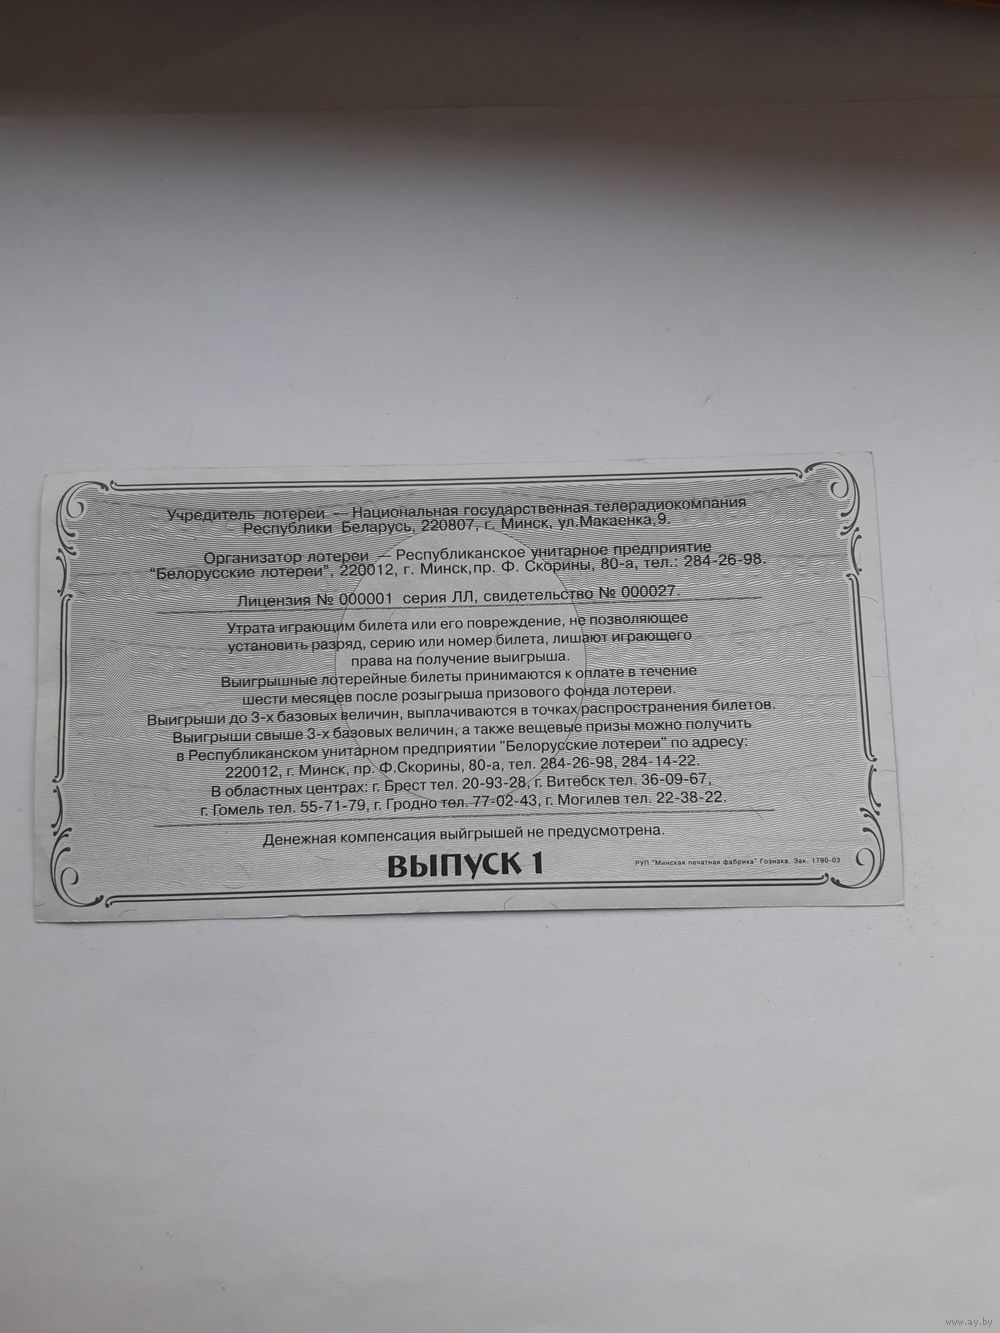 Учредитель лотереи — Национальная государственная телерадиокомпания
Республики Беларусь, 220807, г. Минск, ул.Макаенка,9.
Организатор лотереи — Республиканское унитарное предприятие
"Белорусские лотереи", 220012, г. Минск,пр. Ф. Скорины, 80-а, тел.: 284-26-98.
Лицензия № 000001 серия ЛЛ, свидетельство № 000027.
Утрата играющим билета или его повреждение, не позволяющее
установить разряд, серию или номер билета, лишают играющего
права на получение выигрыша.
Выигрышные лотерейные билеты принимаются к оплате в течение
шести месяцев после розыгрыша призового фонда лотереи.
Выигрыши до 3-х базовых величин, выплачиваются в точках распространения билетов.
Выигрыши свыше 3-х базовых величин, а также вещевые призы можно получить
в Республиканском унитарном предприятии "Белорусские лотереи" по адресу:
220012, г. Минск, пр. Ф.Скорины, 80-а, тел. 284-26-98, 284-14-22.
В областных центрах: г. Брест тел. 20-93-28, г. Витебск тел. 36-09-67,
г. Гомель тел. 55-71-79, г. Гродно тел. 77-02-43, г. Могилев тел. 22-38-22.
Денежная компенсация выйгрышей не предусмотрена.
ВЫПУСК 1
РУП "Минская печатная фабрика" Гознака. Зак. 1790-03
www.ay.by